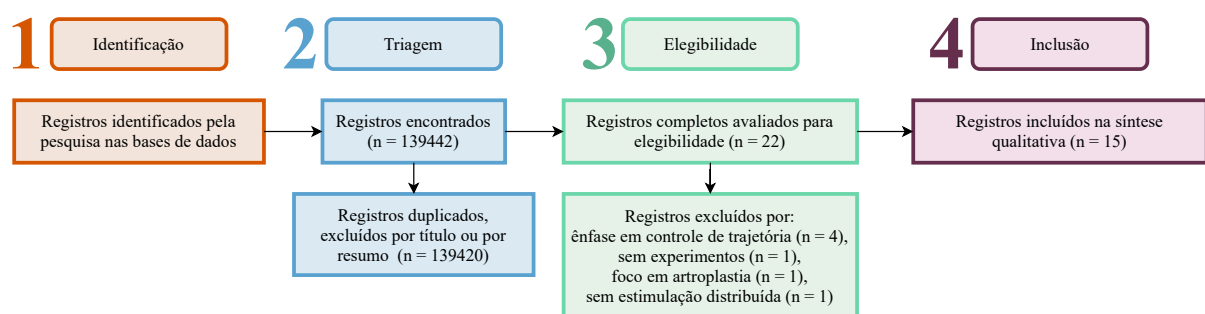 1 Identificação
2 Triagem
3 Elegibilidade
4 Inclusão
Registros identificados pela
pesquisa nas bases de dados
Registros encontrados
(n = 139442)
Registros completos avaliados para
elegibilidade (n = 22)
Registros incluídos na síntese
qualitativa (n = 15)
Registros duplicados,
excluídos por título ou por
resumo (n = 139420)
Registros excluídos por:
ênfase em controle de trajetória (n = 4),
sem experimentos (n = 1),
foco em artroplastia (n = 1),
sem estimulação distribuída (n = 1)